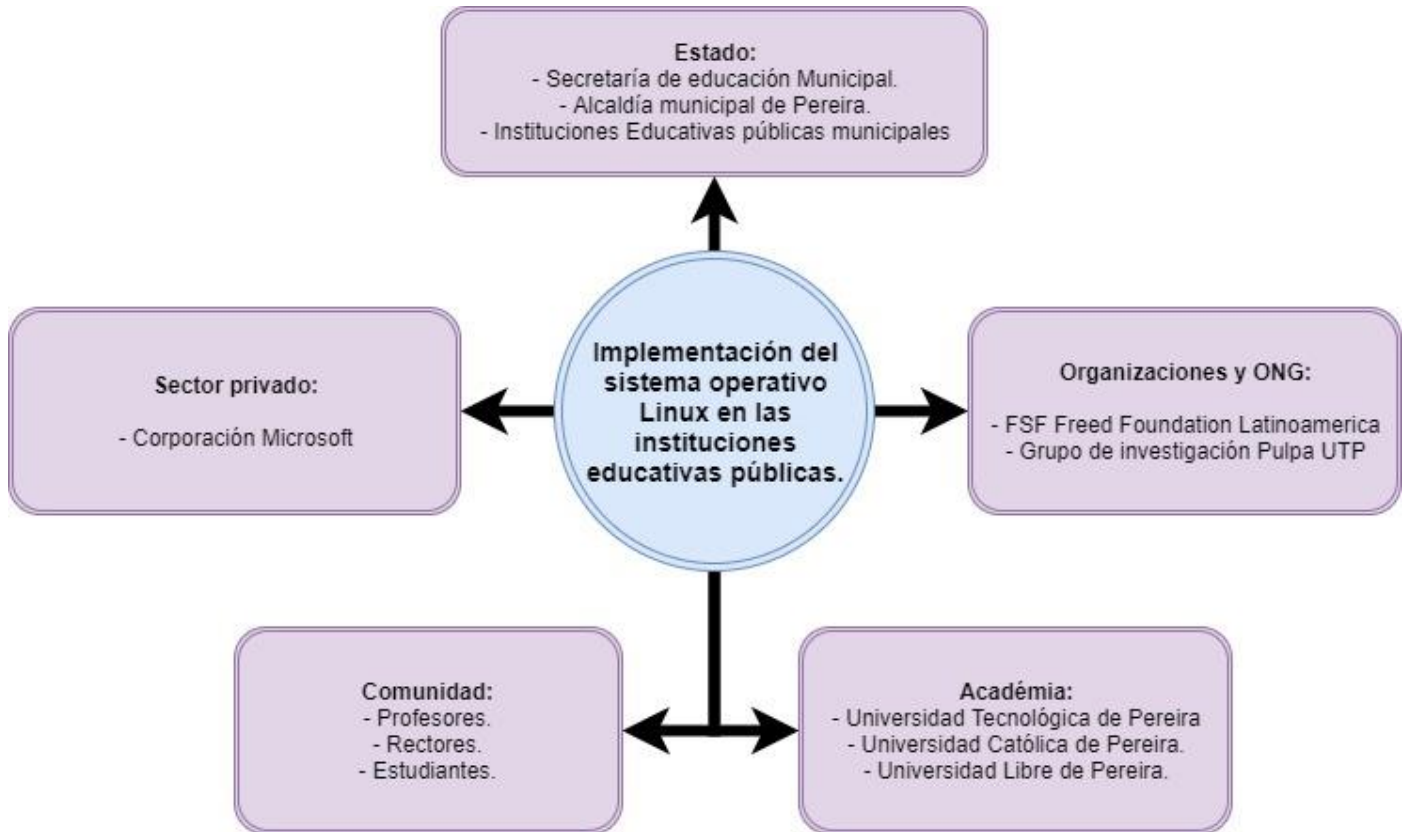 Estado:
- Secretaría de educación Municipal.
- Alcaldía municipal de Pereira.
- Instituciones Educativas públicas municipales
Sector privado:
- Corporación Microsoft
Implementación del
sistema operativo
Linux en las
instituciones
educativas públicas.
Organizaciones y ONG:
- FSF Freed Foundation Latinoamerica
- Grupo de investigación Pulpa UTP
Comunidad:
- Profesores.
- Rectores.
- Estudiantes.
Académia:
- Universidad Tecnológica de Pereira
- Universidad Católica de Pereira.
- Universidad Libre de Pereira.